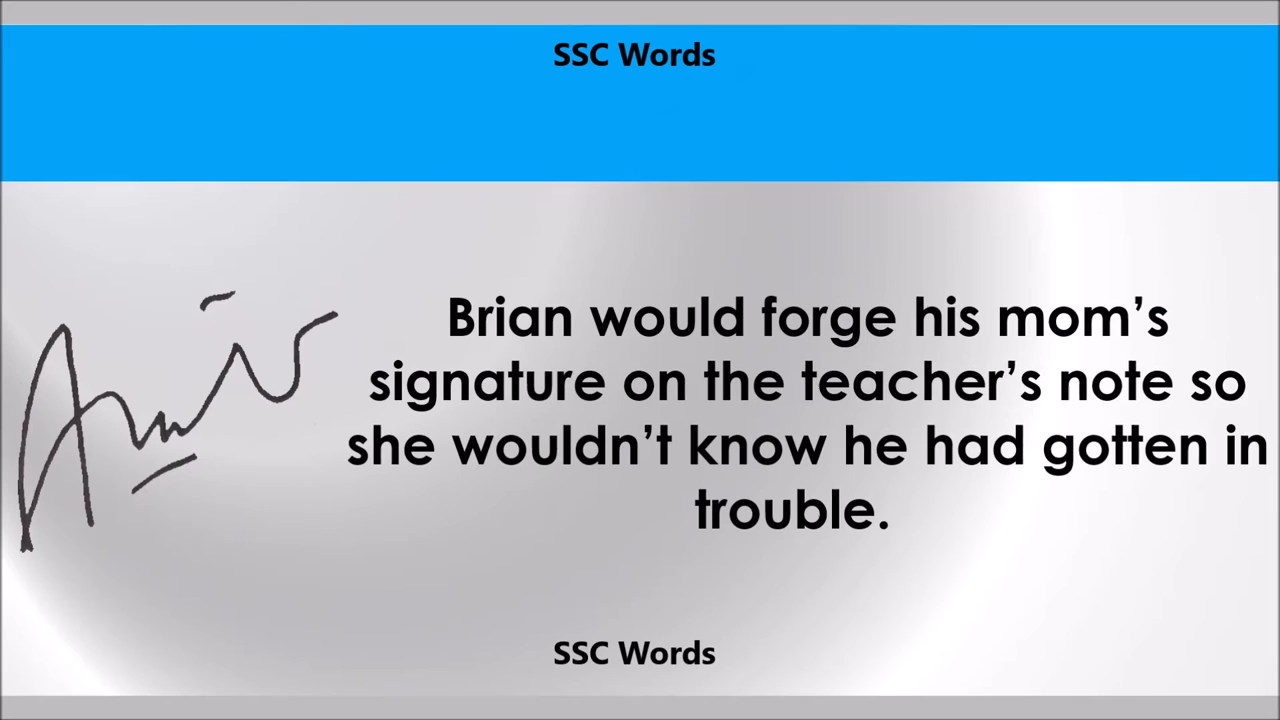 SSC Words
Brian would forge his mom’s
signature on the teacher’s note so
she wouldn’t know he had gotten in
trouble.
SSC Words